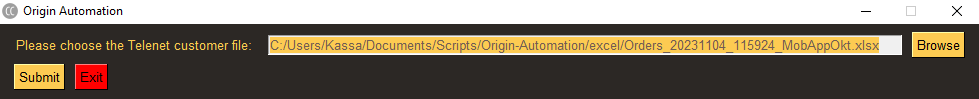 Origin Automation
Please choose the Telenet customer file: C:/Users/Kassa/Documents/Scripts/Origin-Automation/excel/Orders_20231104_115924_MobAppOkt.xlsx Browse
Submit Exit